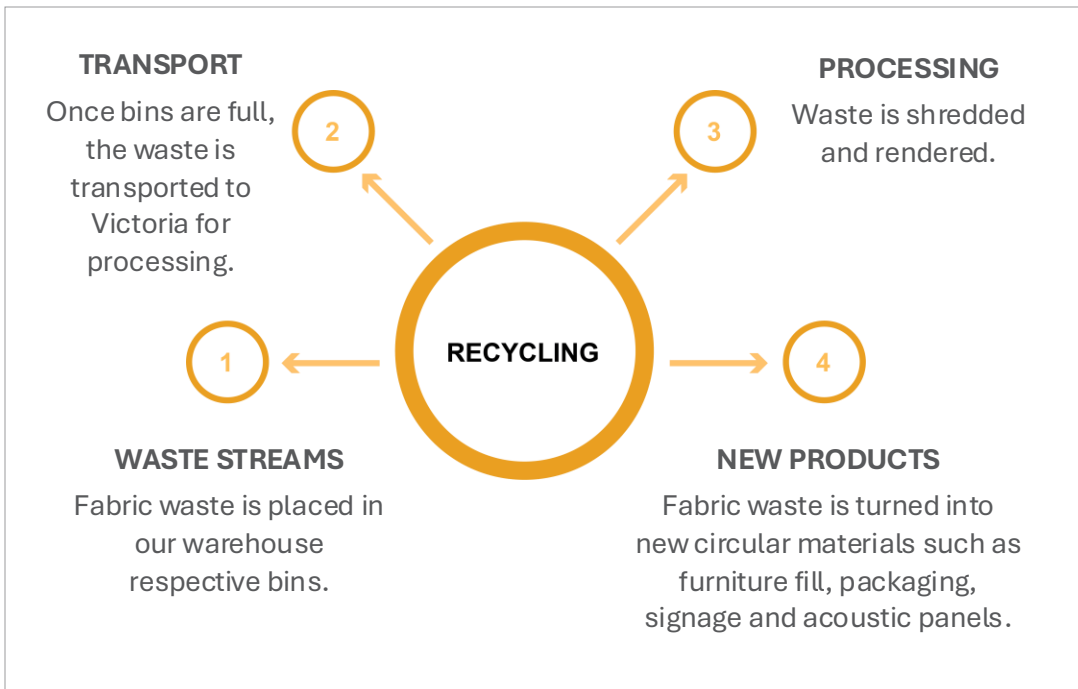 TRANSPORT
Once bins are full,
the waste is
transported to
Victoria for
processing.
2
3
PROCESSING
Waste is shredded
and rendered.
RECYCLING
1
WASTE STREAMS
Fabric waste is placed in
our warehouse
respective bins.
4
NEW PRODUCTS
Fabric waste is turned into
new circular materials such as
furniture fill, packaging,
signage and acoustic panels.